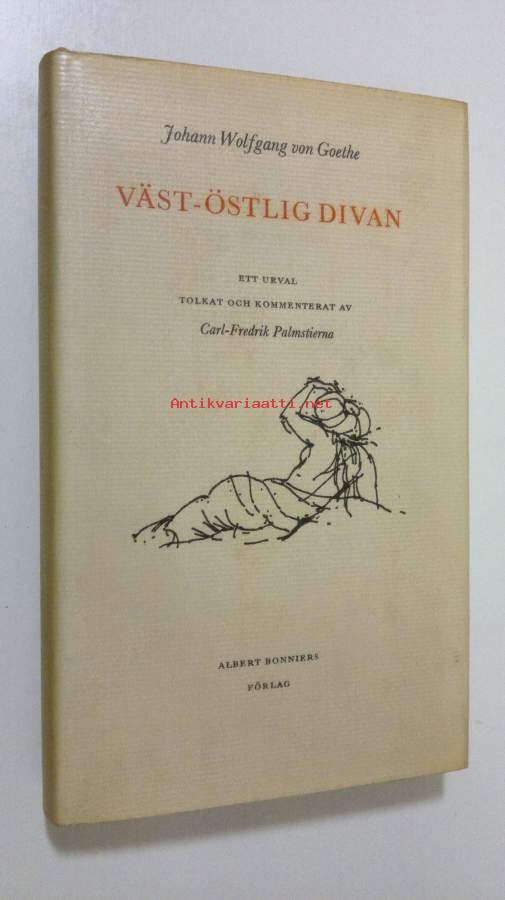 Johann Wolfgang von Goethe
VÄST-ÖSTLIG DIVAN
ETT URVAL
TOLKAT OCH KOMMENTERAT AV
Carl-Fredrik Palmstierna
Antikvariaatti.net
ALBERT BONNIERS
FÖRLAG